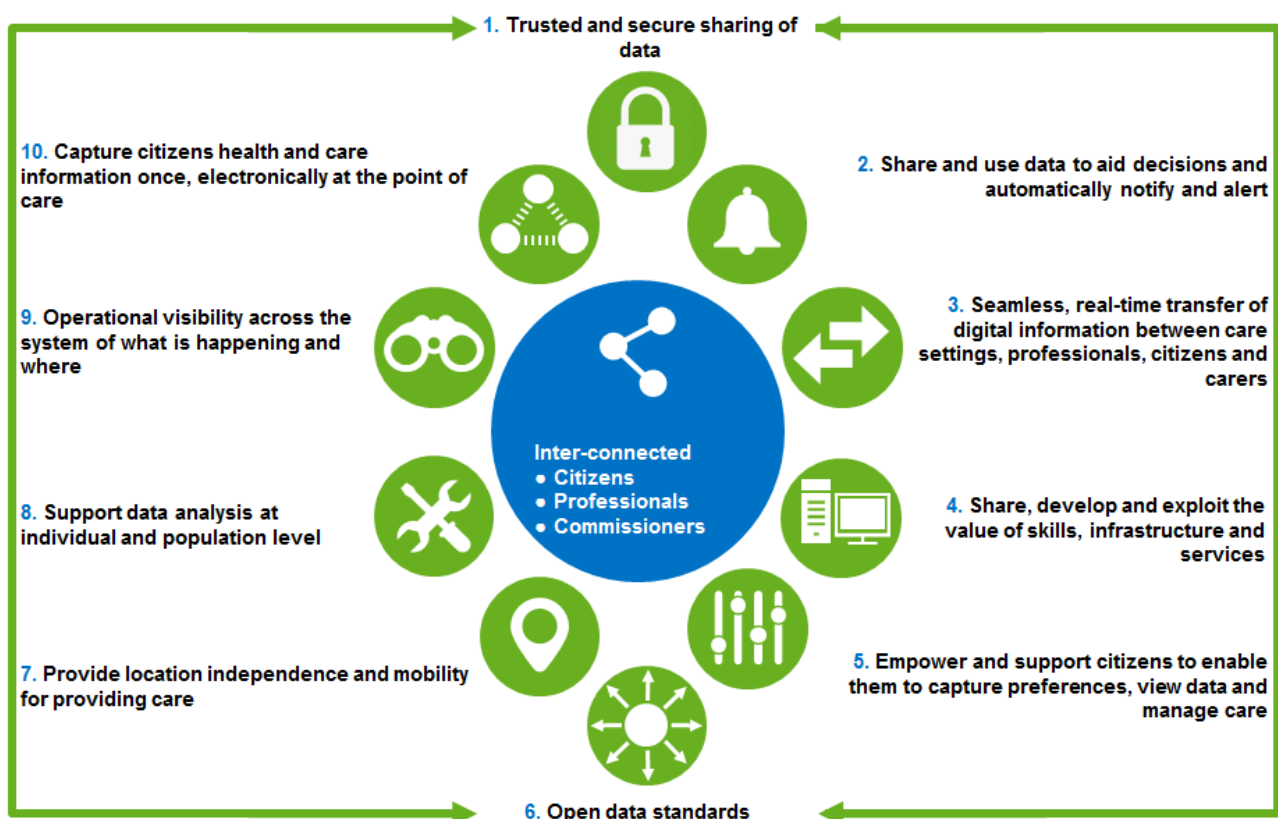 1. Trusted and secure sharing of
data
10. Capture citizens health and care
information once, electronically at the point of
care
2. Share and use data to aid decisions and
automatically notify and alert
9. Operational visibility across the
system of what is happening and
where
3. Seamless, real-time transfer of
digital information between care
settings, professionals, citizens and
carers
Inter-connected
● Citizens
● Professionals
● Commissioners
8. Support data analysis at
individual and population level
4. Share, develop and exploit the
value of skills, infrastructure and
services
7. Provide location independence and mobility
for providing care
5. Empower and support citizens to enable
them to capture preferences, view data and
manage care
6. Open data standards